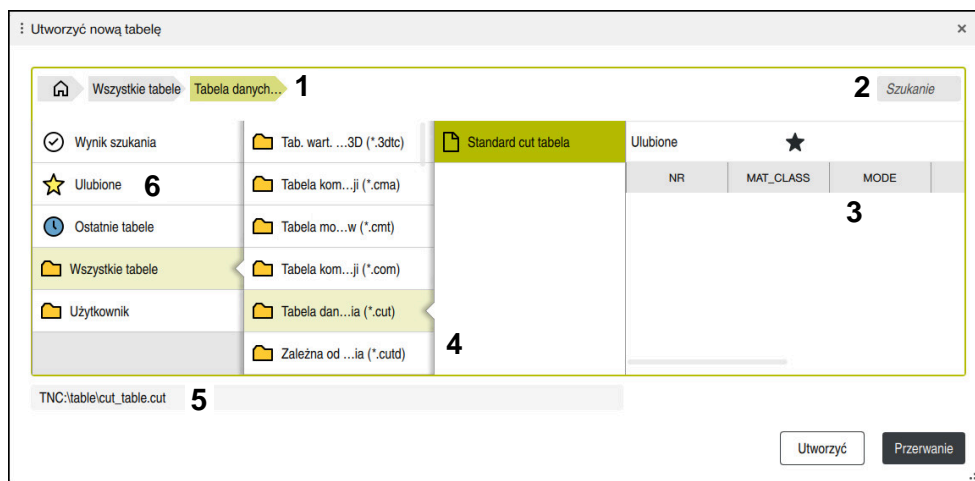 Utworzyć nową tabelę
Wszystkie tabele Tabela danych... 1 2 Szukanie
Wynik szukania
Ulubione 6
Ostatnie tabele
Wszystkie tabele
Użytkownik
Tab. wart. ...3D (*.3dtc)
Tabela kom...ji (*.cma)
Tabela mo...w (*.cmt)
Tabela kom...ji (*.com)
Tabela dan...ia (*.cut)
Zależna od ...ia (*.cutd)
Standard cut tabela
4
Ulubione
NR MAT_CLASS MODE
3
TNC:\table\cut_table.cut 5
Utworzyć Przerwanie